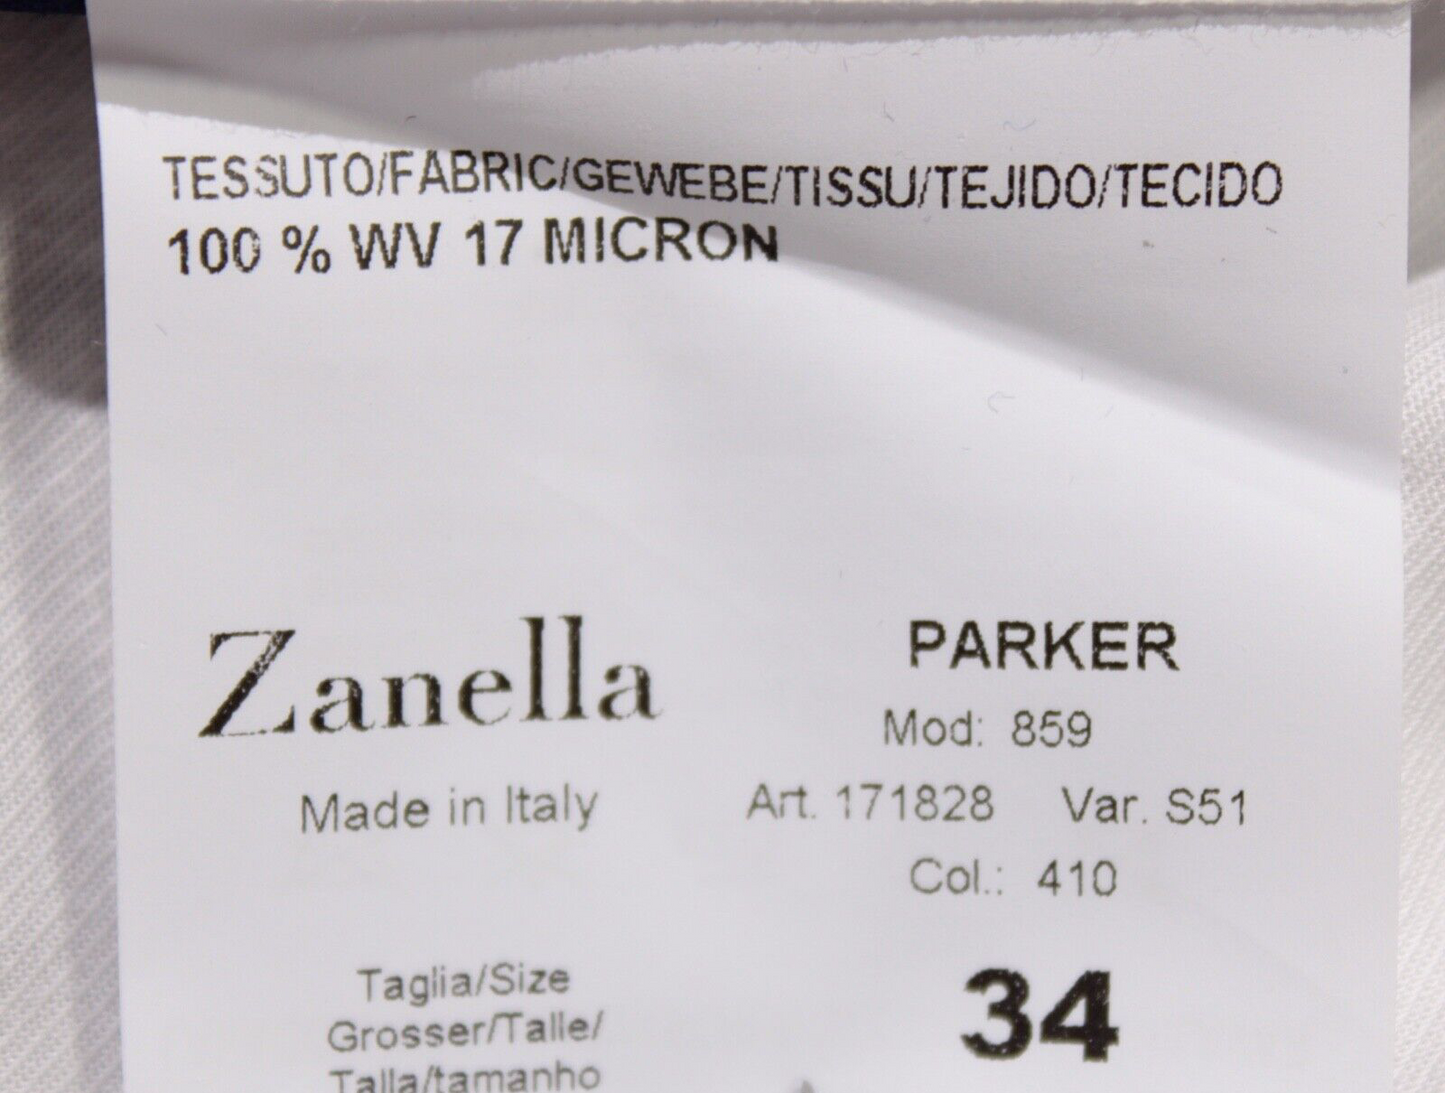 TESSUTO/FABRIC/GEWEBE/TISSU/TEJIDO/TECIDO
100 % WV 17 MICRON
Zanella
Made in Italy
PARKER
Mod: 859
Art. 171828 Var. S51
Col.: 410
Taglia/Size
Grosser/Talle/
Talla/tamanho
34